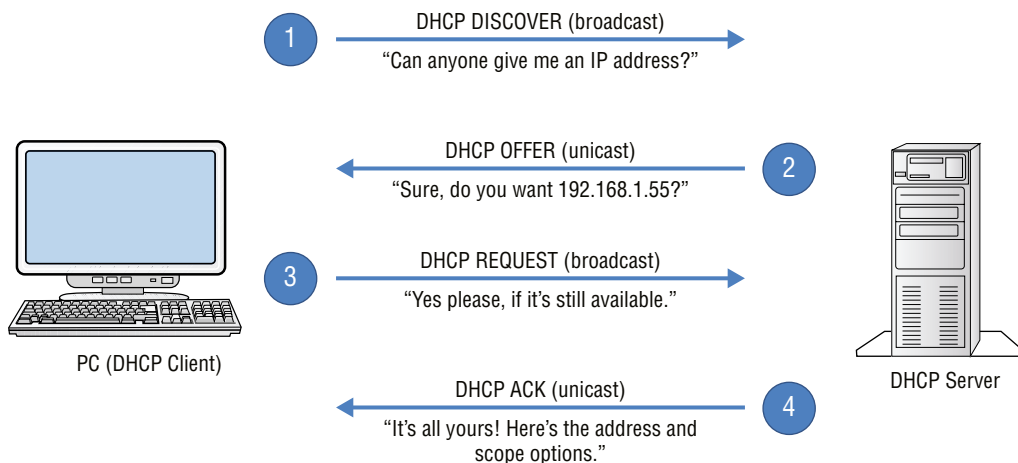 1
DHCP DISCOVER (broadcast)
“Can anyone give me an IP address?”
DHCP OFFER (unicast)
2
“Sure, do you want 192.168.1.55?”
3
DHCP REQUEST (broadcast)
“Yes please, if it’s still available.”
PC (DHCP Client)
DHCP Server
DHCP ACK (unicast)
4
“It’s all yours! Here’s the address and
scope options.”